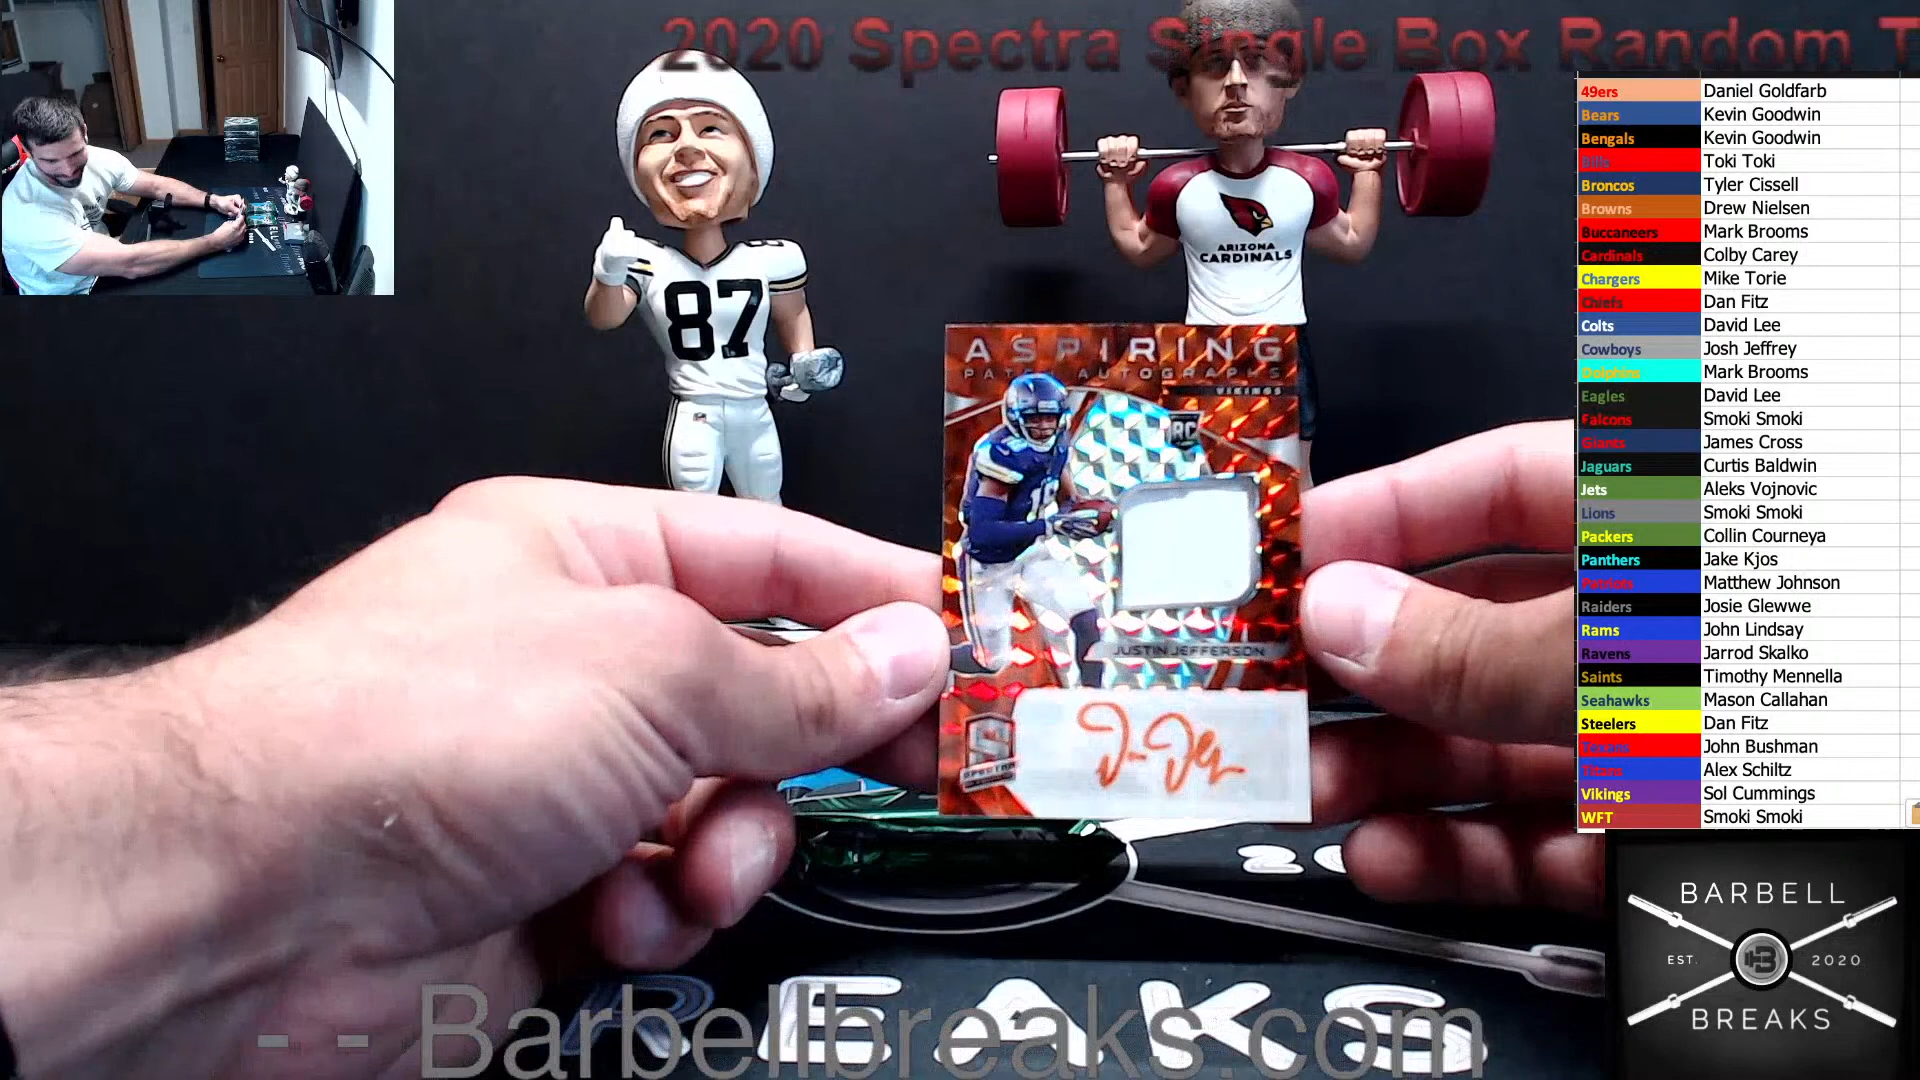 2020 Spectra Single Box Random T
49ers Daniel Goldfarb
Bears Kevin Goodwin
Bengals Kevin Goodwin
Bills Toki Toki
Broncos Tyler Cissell
Browns Drew Nielsen
Buccaneers Mark Brooms
Cardinals Colby Carey
Chargers Mike Torie
Chiefs Dan Fitz
Colts David Lee
Cowboys Josh Jeffrey
Dolphins Mark Brooms
Eagles David Lee
Falcons Smoki Smoki
Giants James Cross
Jaguars Curtis Baldwin
Jets Aleks Vojnovic
Lions Smoki Smoki
Packers Collin Courneya
Panthers Jake Kjos
Patriots Matthew Johnson
Raiders Josie Glewwe
Rams John Lindsay
Ravens Jarrod Skalko
Saints Timothy Mennella
Seahawks Mason Callahan
Steelers Dan Fitz
Texans John Bushman
Titans Alex Schiltz
Vikings Sol Cummings
WFT Smoki Smoki
87
ARIZONA
CARDINALS
ASPIRING
PATCH AUTOGRAPHS
VIKINGS
RC
18
JUSTIN JEFFERSON
SPECTRA
REAKS
- - Barbellbreaks.com
BARBELL
EST. B 2020
BREAKS